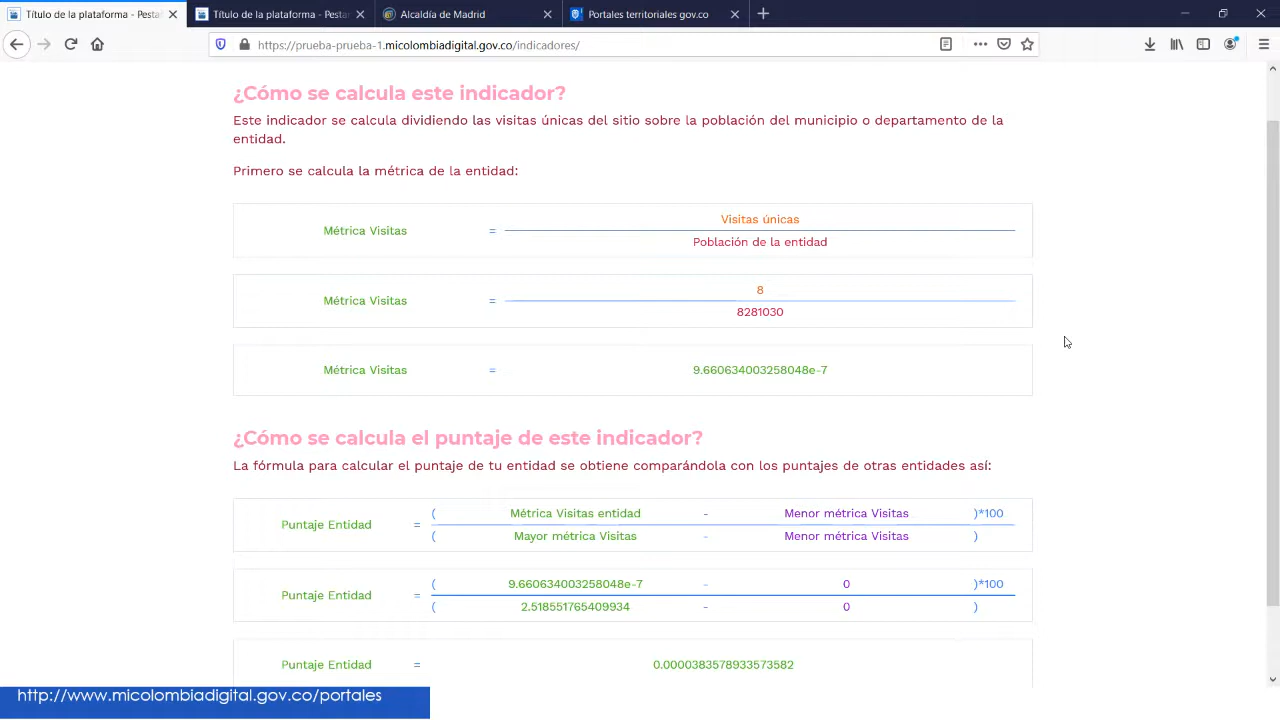 Título de la plataforma - Pesta
Título de la plataforma - Pesta
Alcaldía de Madrid
Portales territoriales gov.co
https://prueba-prueba-1.micolombiadigital.gov.co/indicadores/
¿Cómo se calcula este indicador?
Este indicador se calcula dividiendo las visitas únicas del sitio sobre la población del municipio o departamento de la
entidad.
Primero se calcula la métrica de la entidad:
Métrica Visitas = Visitas únicas
Población de la entidad
Métrica Visitas = 8
8281030
Métrica Visitas = 9.660634003258048e-7
¿Cómo se calcula el puntaje de este indicador?
La fórmula para calcular el puntaje de tu entidad se obtiene comparándola con los puntajes de otras entidades así:
Puntaje Entidad = ( Métrica Visitas entidad - Menor métrica Visitas )*100
( Mayor métrica Visitas - Menor métrica Visitas )
Puntaje Entidad = ( 9.660634003258048e-7 - 0 )*100
( 2.518551765409934 - 0 )
Puntaje Entidad = 0.0000383578933573582
http://www.micolombiadigital.gov.co/portales